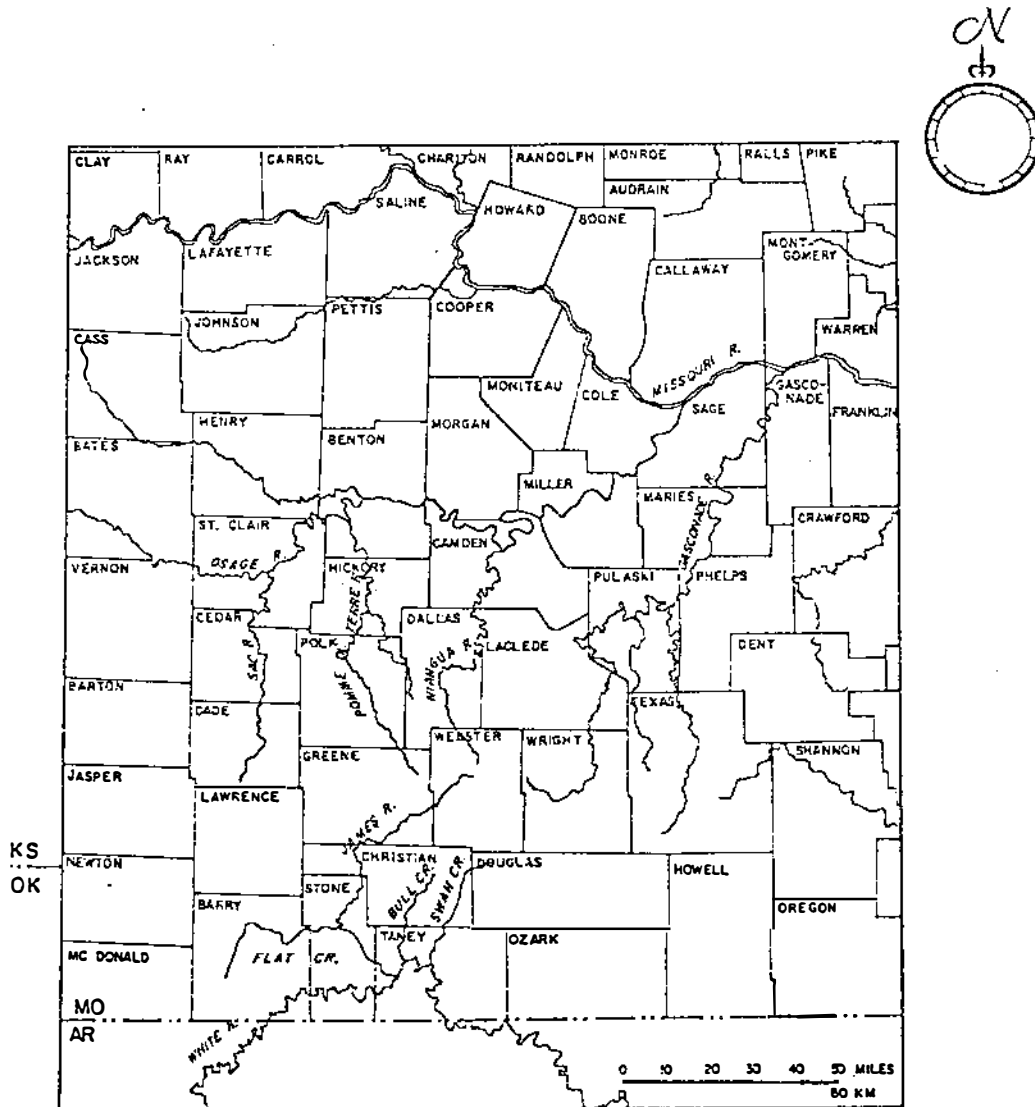 N
CLAY RAY CARROL CHARITON RANDOLPH MONROE RALLS PIKE
AUDRAIN
SALINE HOWARD BOONE
JACKSON LAFAYETTE CALLAWAY MONT-
GOMERY
JOHNSON PETTIS COOPER WARREN
CASS
MISSOURI R.
MONITEAU COLE SAGE GASCO-
NADE FRANKLIN
HENRY MORGAN
BATES BENTON
MILLER MARIES
ST. CLAIR GASCONADE R. CRAWFORD
CAMDEN
VERNON OSAGE R. HICKORY PULASKI PHELPS
CEDAR DALLAS
SAC R. POLK POMME DE TERRE R. NIANGUA R. LACLEDE DENT
BARTON
DADE TEXAS
WEBSTER WRIGHT
GREENE SHANNON
JASPER
LAWRENCE
JAMES R.
KS
NEWTON CHRISTIAN DOUGLAS HOWELL
OK
STONE BULL CR. SWAN CR.
BARRY OREGON
TANEY OZARK
MC DONALD FLAT CR.
MO
AR
WHITE R.
0 10 20 30 40 50 MILES
0 80 KM